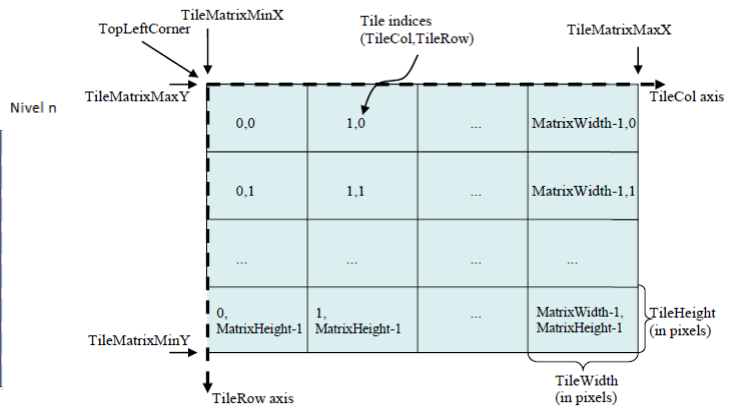 TileMatrixMinX
TopLeftCorner
Tile indices
(TileCol,TileRow)
TileMatrixMaxX
TileMatrixMaxY
TileCol axis
Nivel n
0,0
1,0
...
MatrixWidth-1,0
0,1
1,1
...
MatrixWidth-1,1
...
...
...
...
0,
MatrixHeight-1
1,
MatrixHeight-1
...
MatrixWidth-1,
MatrixHeight-1
TileHeight
(in pixels)
TileMatrixMinY
TileWidth
(in pixels)
TileRow axis